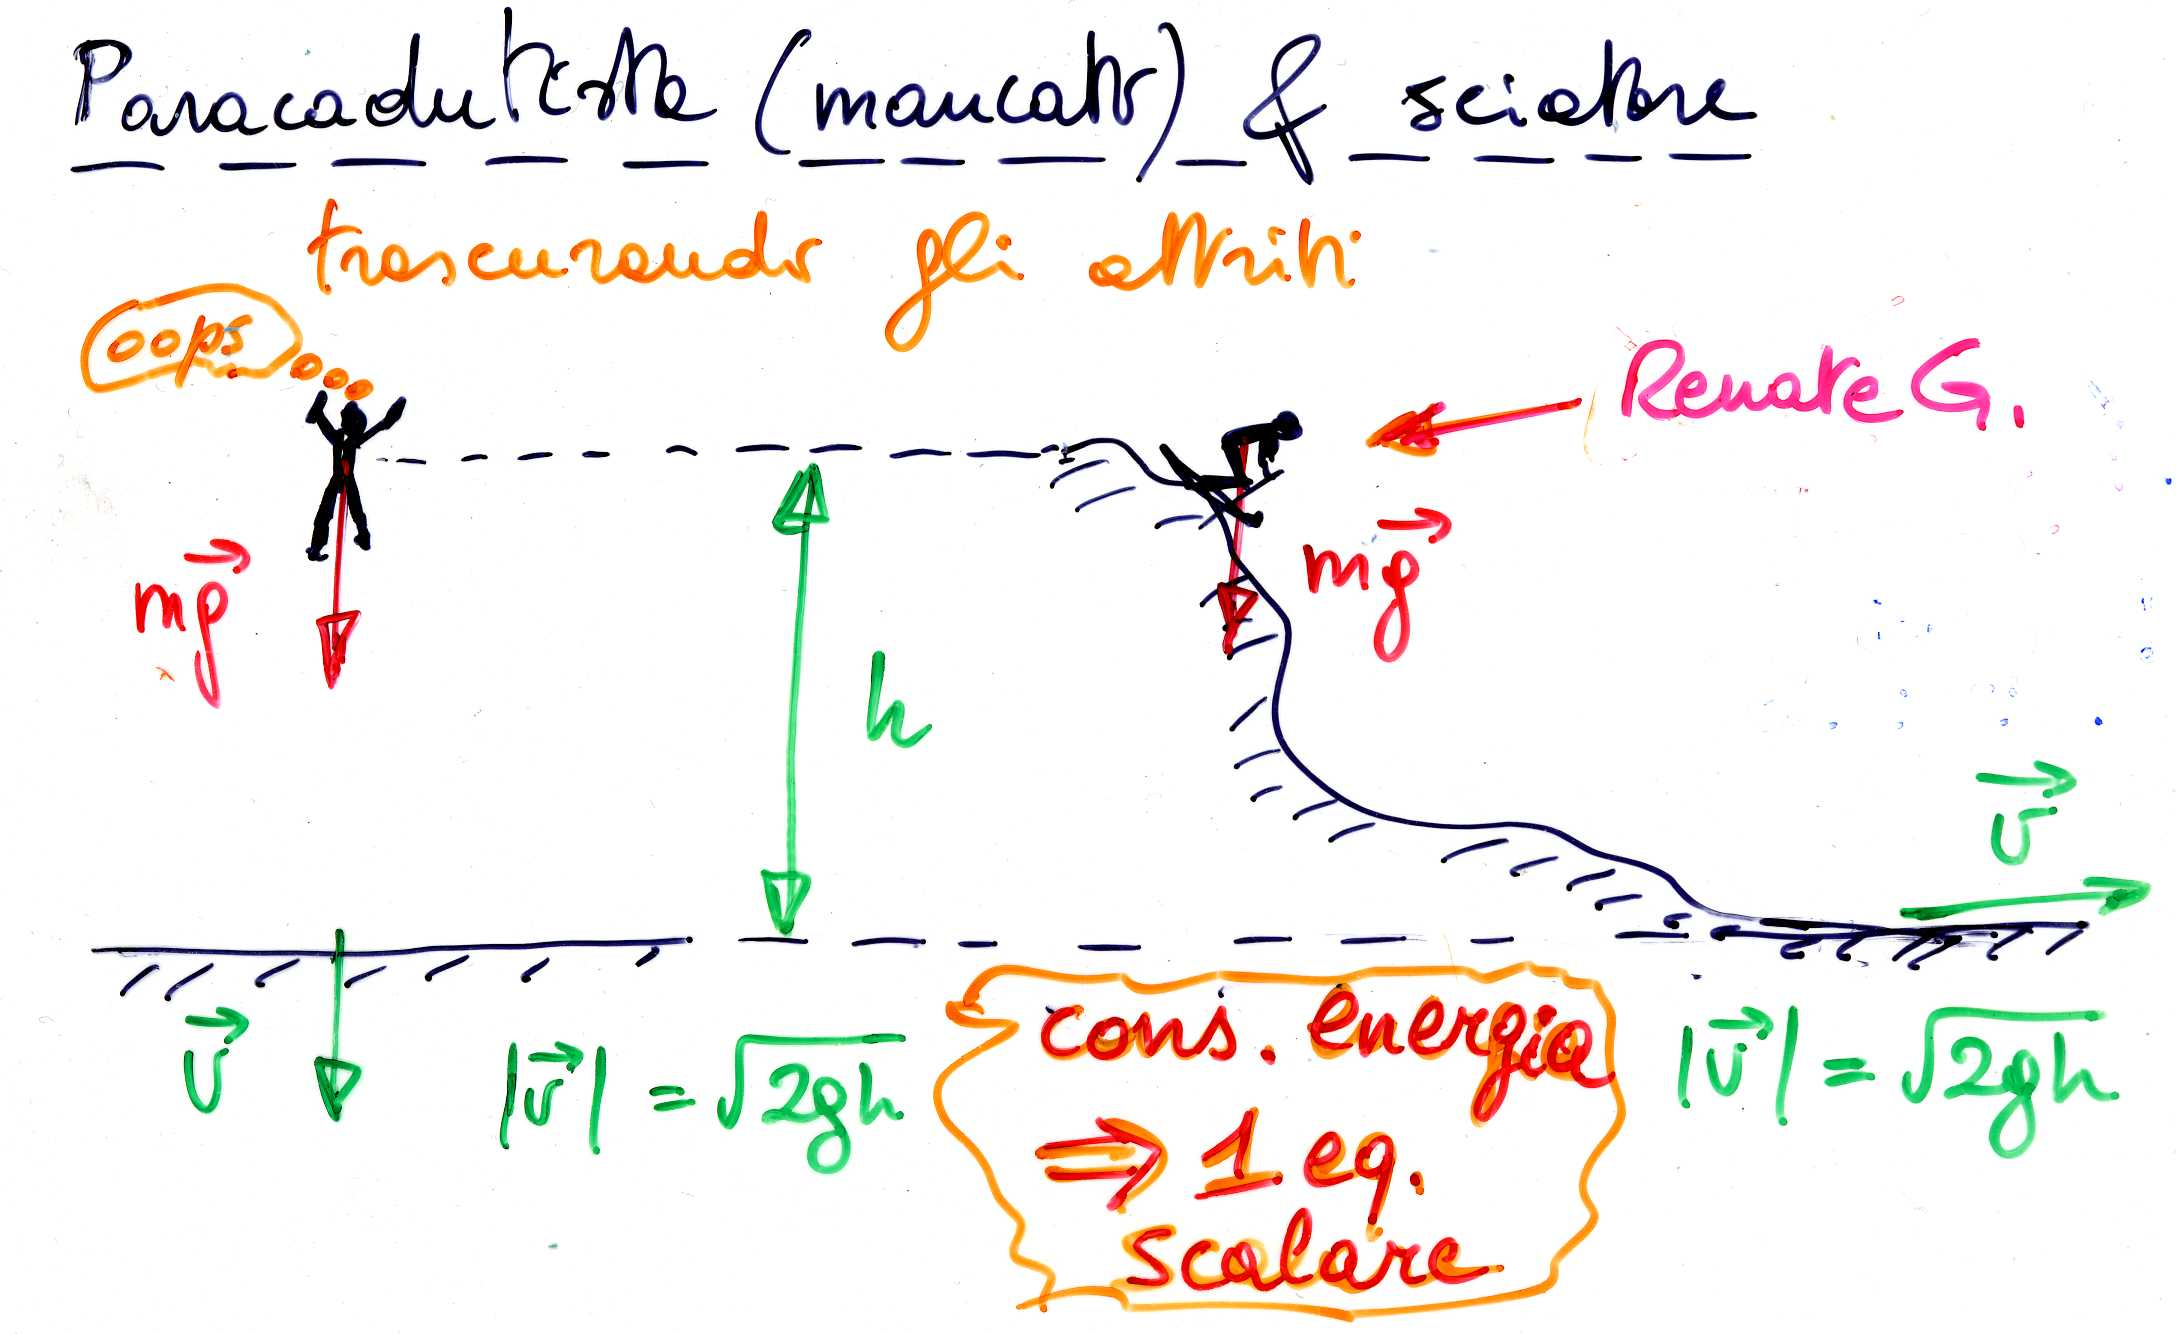 Paracadutista (mancato) & sciatore
trascurando gli attriti
oops
Renate G.
mg
mg
h
v
v
|v| = √2gh
cons. energia
⇒ 1 eq.
scalare
|v| = √2gh